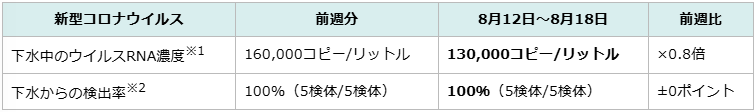 新型コロナウイルス 前週分 8月12日～8月18日 前週比
下水中のウイルスRNA濃度※1 160,000コピー/リットル 130,000コピー/リットル ×0.8倍
下水からの検出率※2 100%（5検体/5検体） 100%（5検体/5検体） ±0ポイント